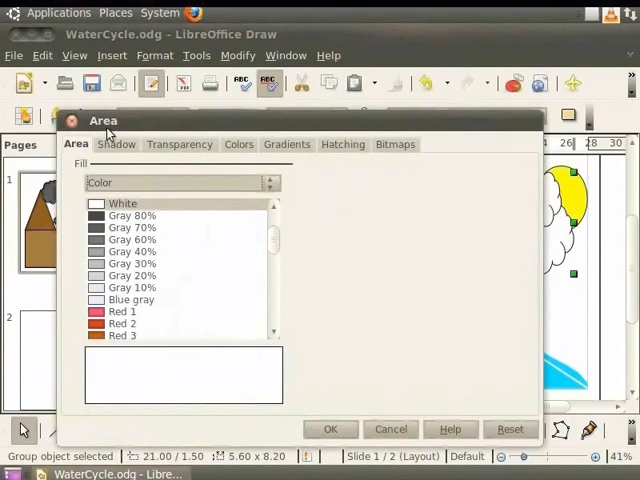 Applications Places System
WaterCycle.odg - LibreOffice Draw
File Edit View Insert Format Tools Modify Window Help
ABC ABC
Area
Pages
26 28 30
Area Shadow Transparency Colors Gradients Hatching Bitmaps
Fill
1
Color
White
Gray 80%
Gray 70%
Gray 60%
Gray 40%
Gray 30%
Gray 20%
Gray 10%
Blue gray
Red 1
2
Red 2
Red 3
OK Cancel Help Reset
Group object selected 21.00 / 1.50 5.60 x 8.20 Slide 1 / 2 (Layout) Default 41%
WaterCycle.odg - Libre...